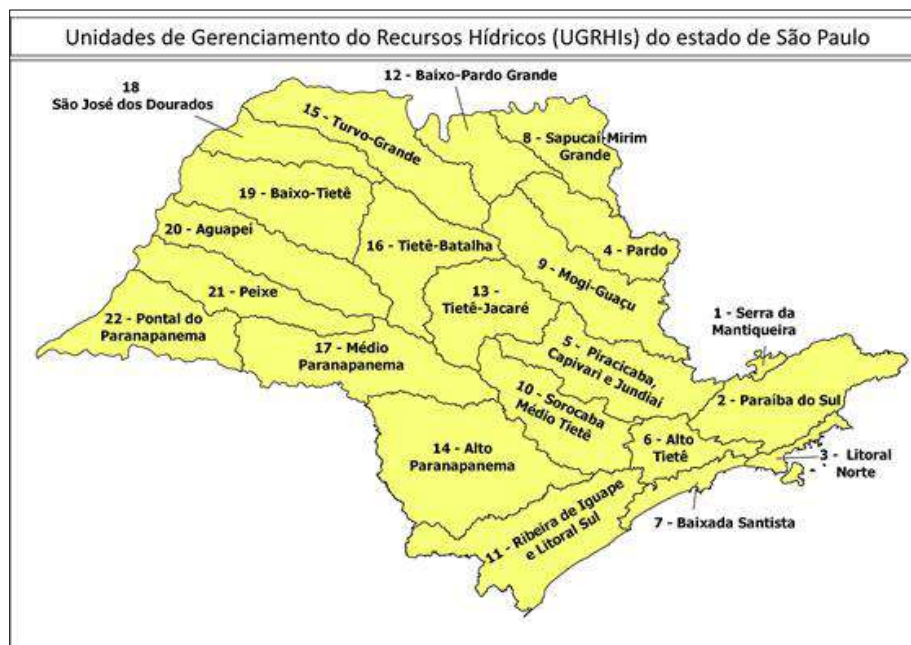 Unidades de Gerenciamento do Recursos Hídricos (UGRHIs) do estado de São Paulo
12 - Baixo-Pardo Grande
18
São José dos Dourados
15 - Turvo-Grande
8 - Sapucaí-Mirim
Grande
19 - Baixo-Tietê
20 - Aguapeí
16 - Tietê-Batalha
4 - Pardo
9 - Mogi-Guaçu
21 - Peixe
13 -
Tietê-Jacaré
1 - Serra da
Mantiqueira
22 - Pontal do
Paranapanema
17 - Médio
Paranapanema
5 - Piracicaba,
Capivari e Jundiaí
10 - Sorocaba
Médio Tietê
2 - Paraíba do Sul
6 - Alto
Tietê
14 - Alto
Paranapanema
3 - Litoral
Norte
11 - Ribeira de Iguape
e Litoral Sul
7 - Baixada Santista